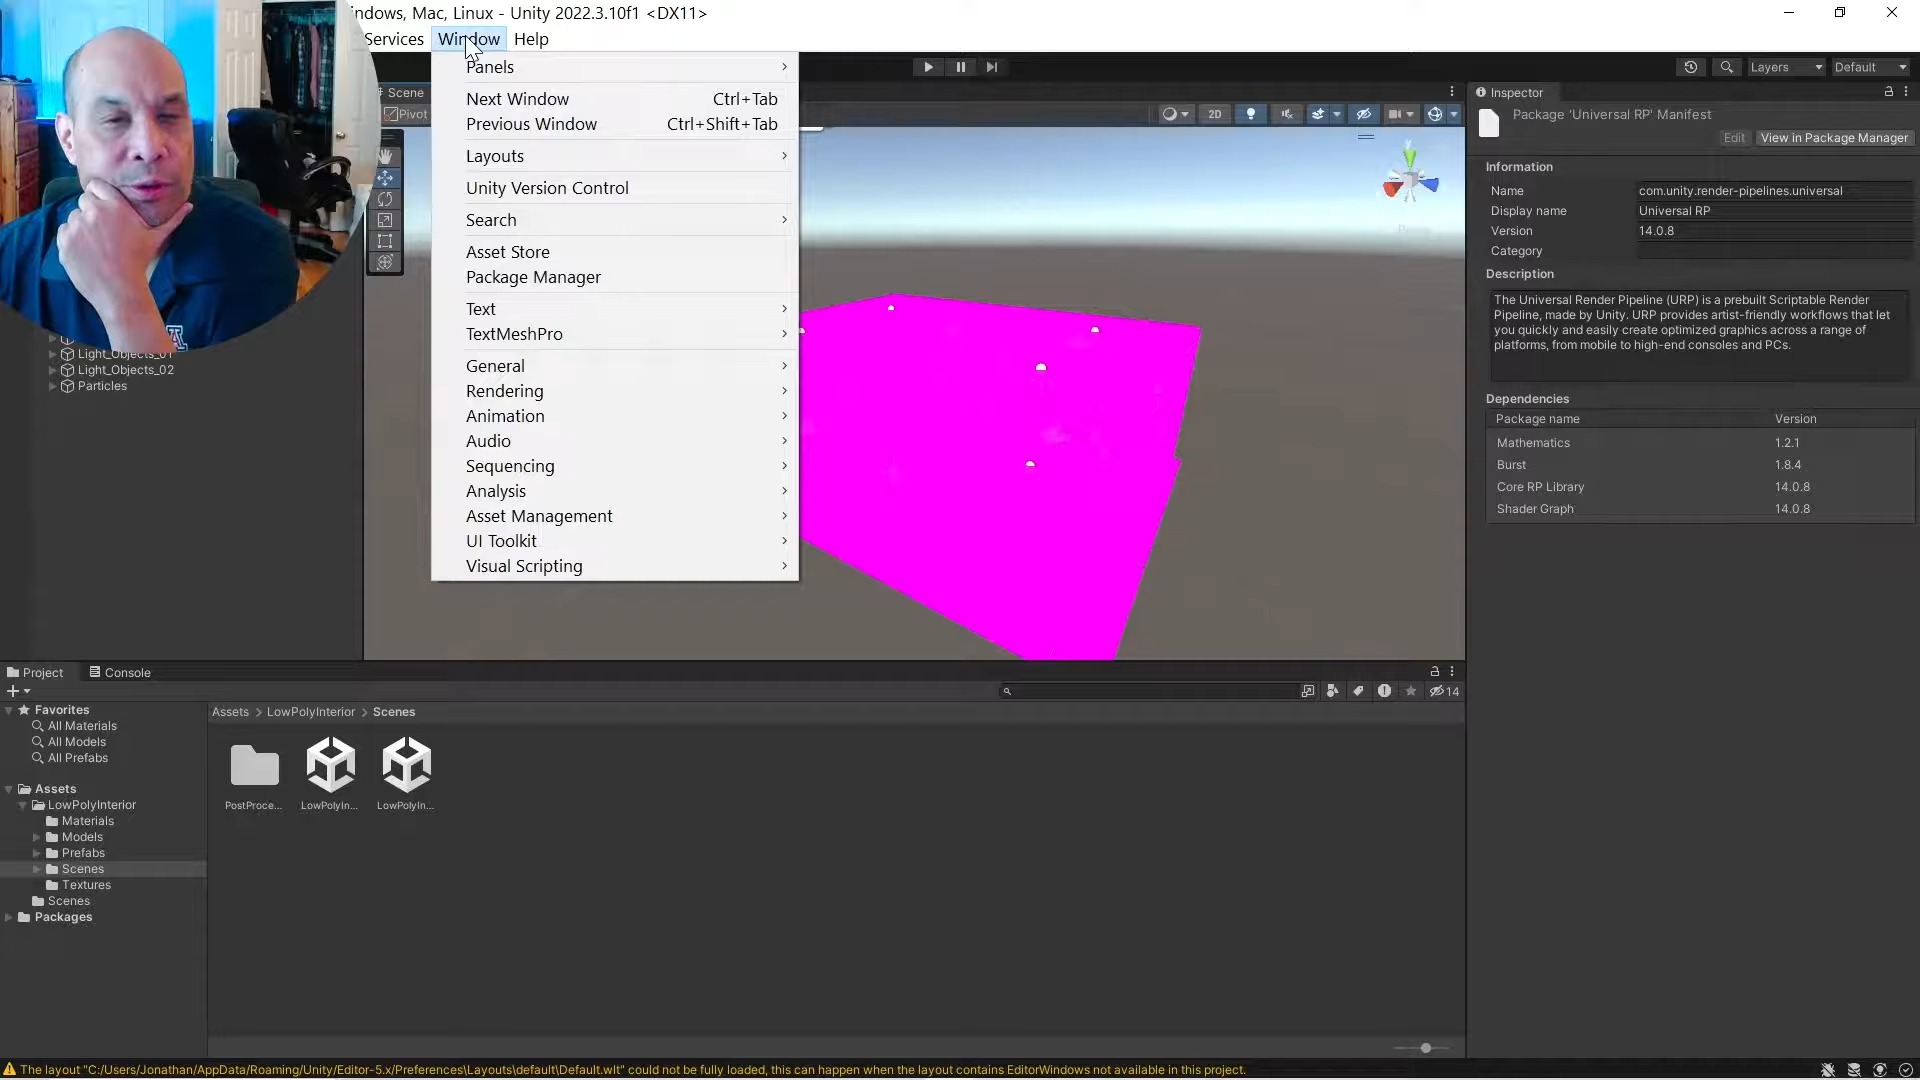 indows, Mac, Linux - Unity 2022.3.10f1 <DX11>
Services Window Help
Panels
Next Window Ctrl+Tab
Previous Window Ctrl+Shift+Tab
Layouts
Unity Version Control
Search
Asset Store
Package Manager
Text
TextMeshPro
General
Rendering
Animation
Audio
Sequencing
Analysis
Asset Management
UI Toolkit
Visual Scripting
Layers Default
Scene
Pivot
2D
Light_Objects_01
Light_Objects_02
Particles
Inspector
Package 'Universal RP' Manifest
Edit View in Package Manager
Information
Name com.unity.render-pipelines.universal
Display name Universal RP
Version 14.0.8
Category
Description
The Universal Render Pipeline (URP) is a prebuilt Scriptable Render
Pipeline, made by Unity. URP provides artist-friendly workflows that let
you quickly and easily create optimized graphics across a range of
platforms, from mobile to high-end consoles and PCs.
Dependencies
Package name Version
Mathematics 1.2.1
Burst 1.8.4
Core RP Library 14.0.8
Shader Graph 14.0.8
Project Console
14
Favorites
All Materials
All Models
All Prefabs
Assets
LowPolyInterior
Materials
Models
Prefabs
Scenes
Textures
Scenes
Packages
Assets > LowPolyInterior > Scenes
PostProce... LowPolyIn... LowPolyIn...
The layout "C:/Users/Jonathan/AppData/Roaming/Unity/Editor-5.x/Preferences\Layouts\default\Default.wlt" could not be fully loaded, this can happen when the layout contains EditorWindows not available in this project.